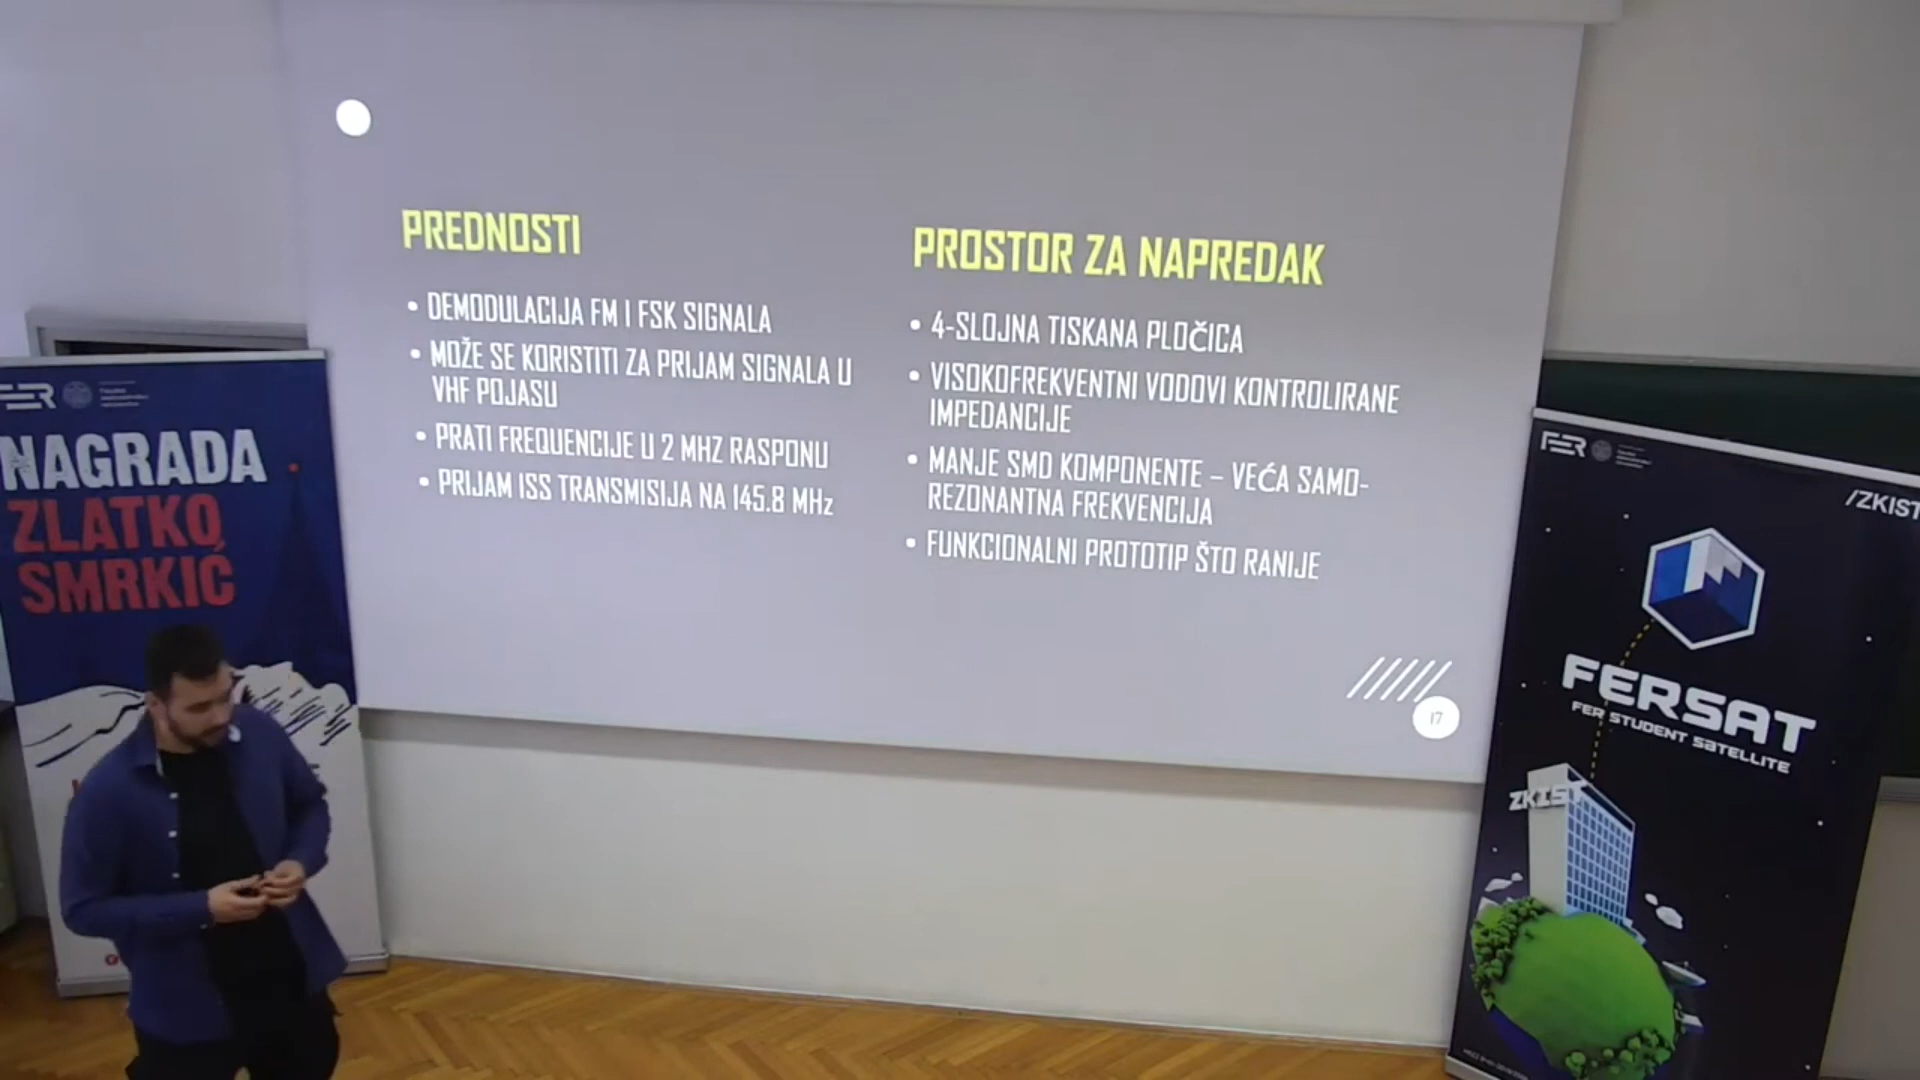 PREDNOSTI
• DEMODULACIJA FM I FSK SIGNALA
• MOŽE SE KORISTITI ZA PRIJAM SIGNALA U
VHF POJASU
• PRATI FREQUENCIJE U 2 MHZ RASPONU
• PRIJAM ISS TRANSMISIJA NA 145.8 MHz
PROSTOR ZA NAPREDAK
• 4-SLOJNA TISKANA PLOČICA
• VISOKOFREKVENTNI VODOVI KONTROLIRANE
IMPEDANCIJE
• MANJE SMD KOMPONENTE – VEĆA SAMO-
REZONANTNA FREKVENCIJA
• FUNKCIONALNI PROTOTIP ŠTO RANIJE
17
FER
NAGRADA
ZLATKO
SMRKIĆ
FER
/ZKIST
FERSAT
FER STUDENT SATELLITE
ZKIST